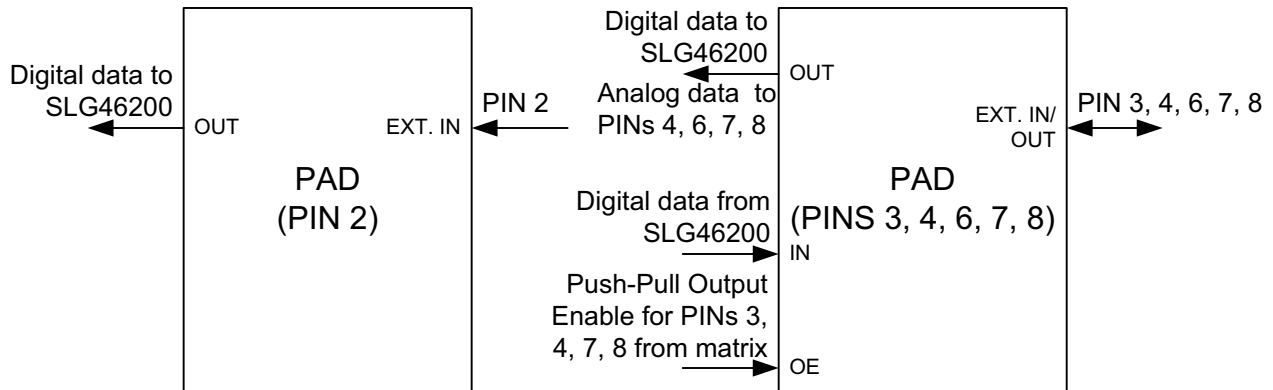 Digital data to
SLG46200
OUT
EXT. IN
PIN 2
PAD
(PIN 2)
Digital data to
SLG46200
OUT
Analog data to
PINs 4, 6, 7, 8
EXT. IN/
OUT
PIN 3, 4, 6, 7, 8
PAD
(PINS 3, 4, 6, 7, 8)
Digital data from
SLG46200
IN
Push-Pull Output
Enable for PINs 3,
4, 7, 8 from matrix
OE